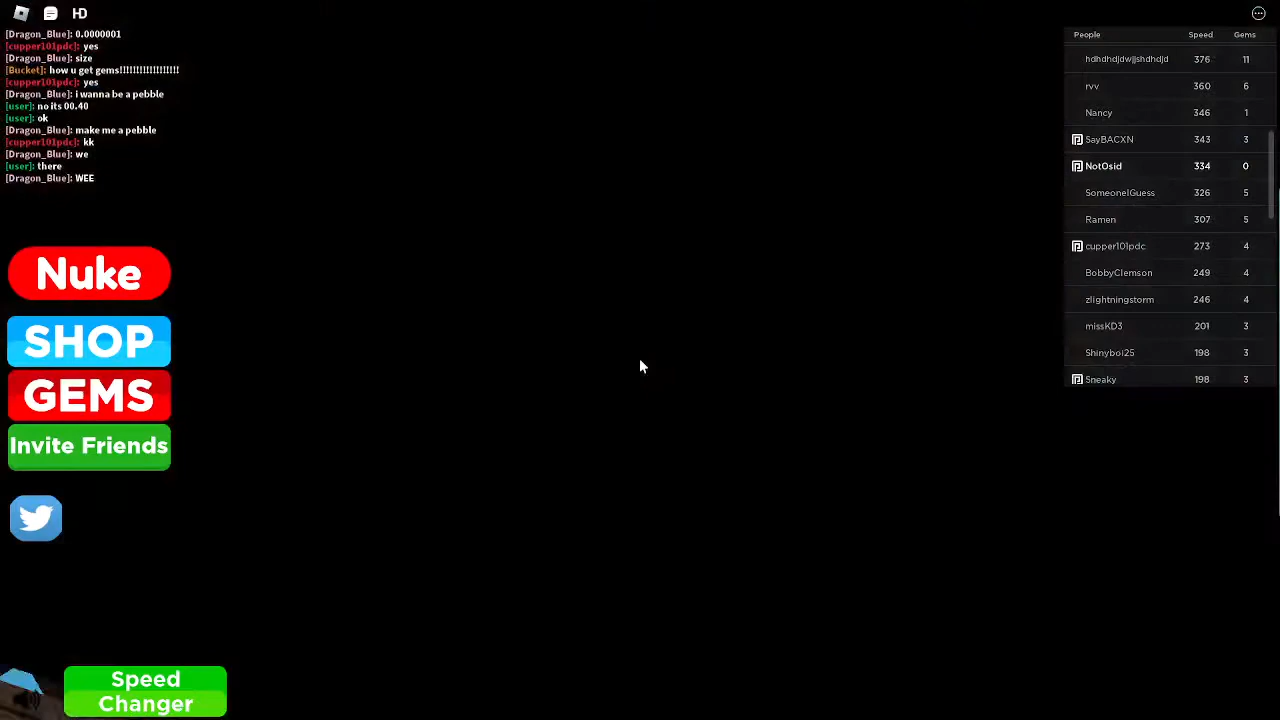 HD
[Dragon_Blue]: 0.0000001
[cupper101pdc]: yes
[Dragon_Blue]: size
[Bucket]: how u get gems!!!!!!!!!!!!!!!!!!
[cupper101pdc]: yes
[Dragon_Blue]: i wanna be a pebble
[user]: no its 00.40
[user]: ok
[Dragon_Blue]: make me a pebble
[cupper101pdc]: kk
[Dragon_Blue]: we
[user]: there
[Dragon_Blue]: WEE
Nuke
SHOP
GEMS
Invite Friends
Speed
Changer
People Speed Gems
hdhdhdjdwjjshdhdjd 376 11
rvv 360 6
Nancy 346 1
SayBACXN 343 3
NotOsid 334 0
SomeoneIGuess 326 5
Ramen 307 5
cupper101pdc 273 4
BobbyClemson 249 4
zlightningstorm 246 4
missKD3 201 3
Shinyboi25 198 3
Sneaky 198 3